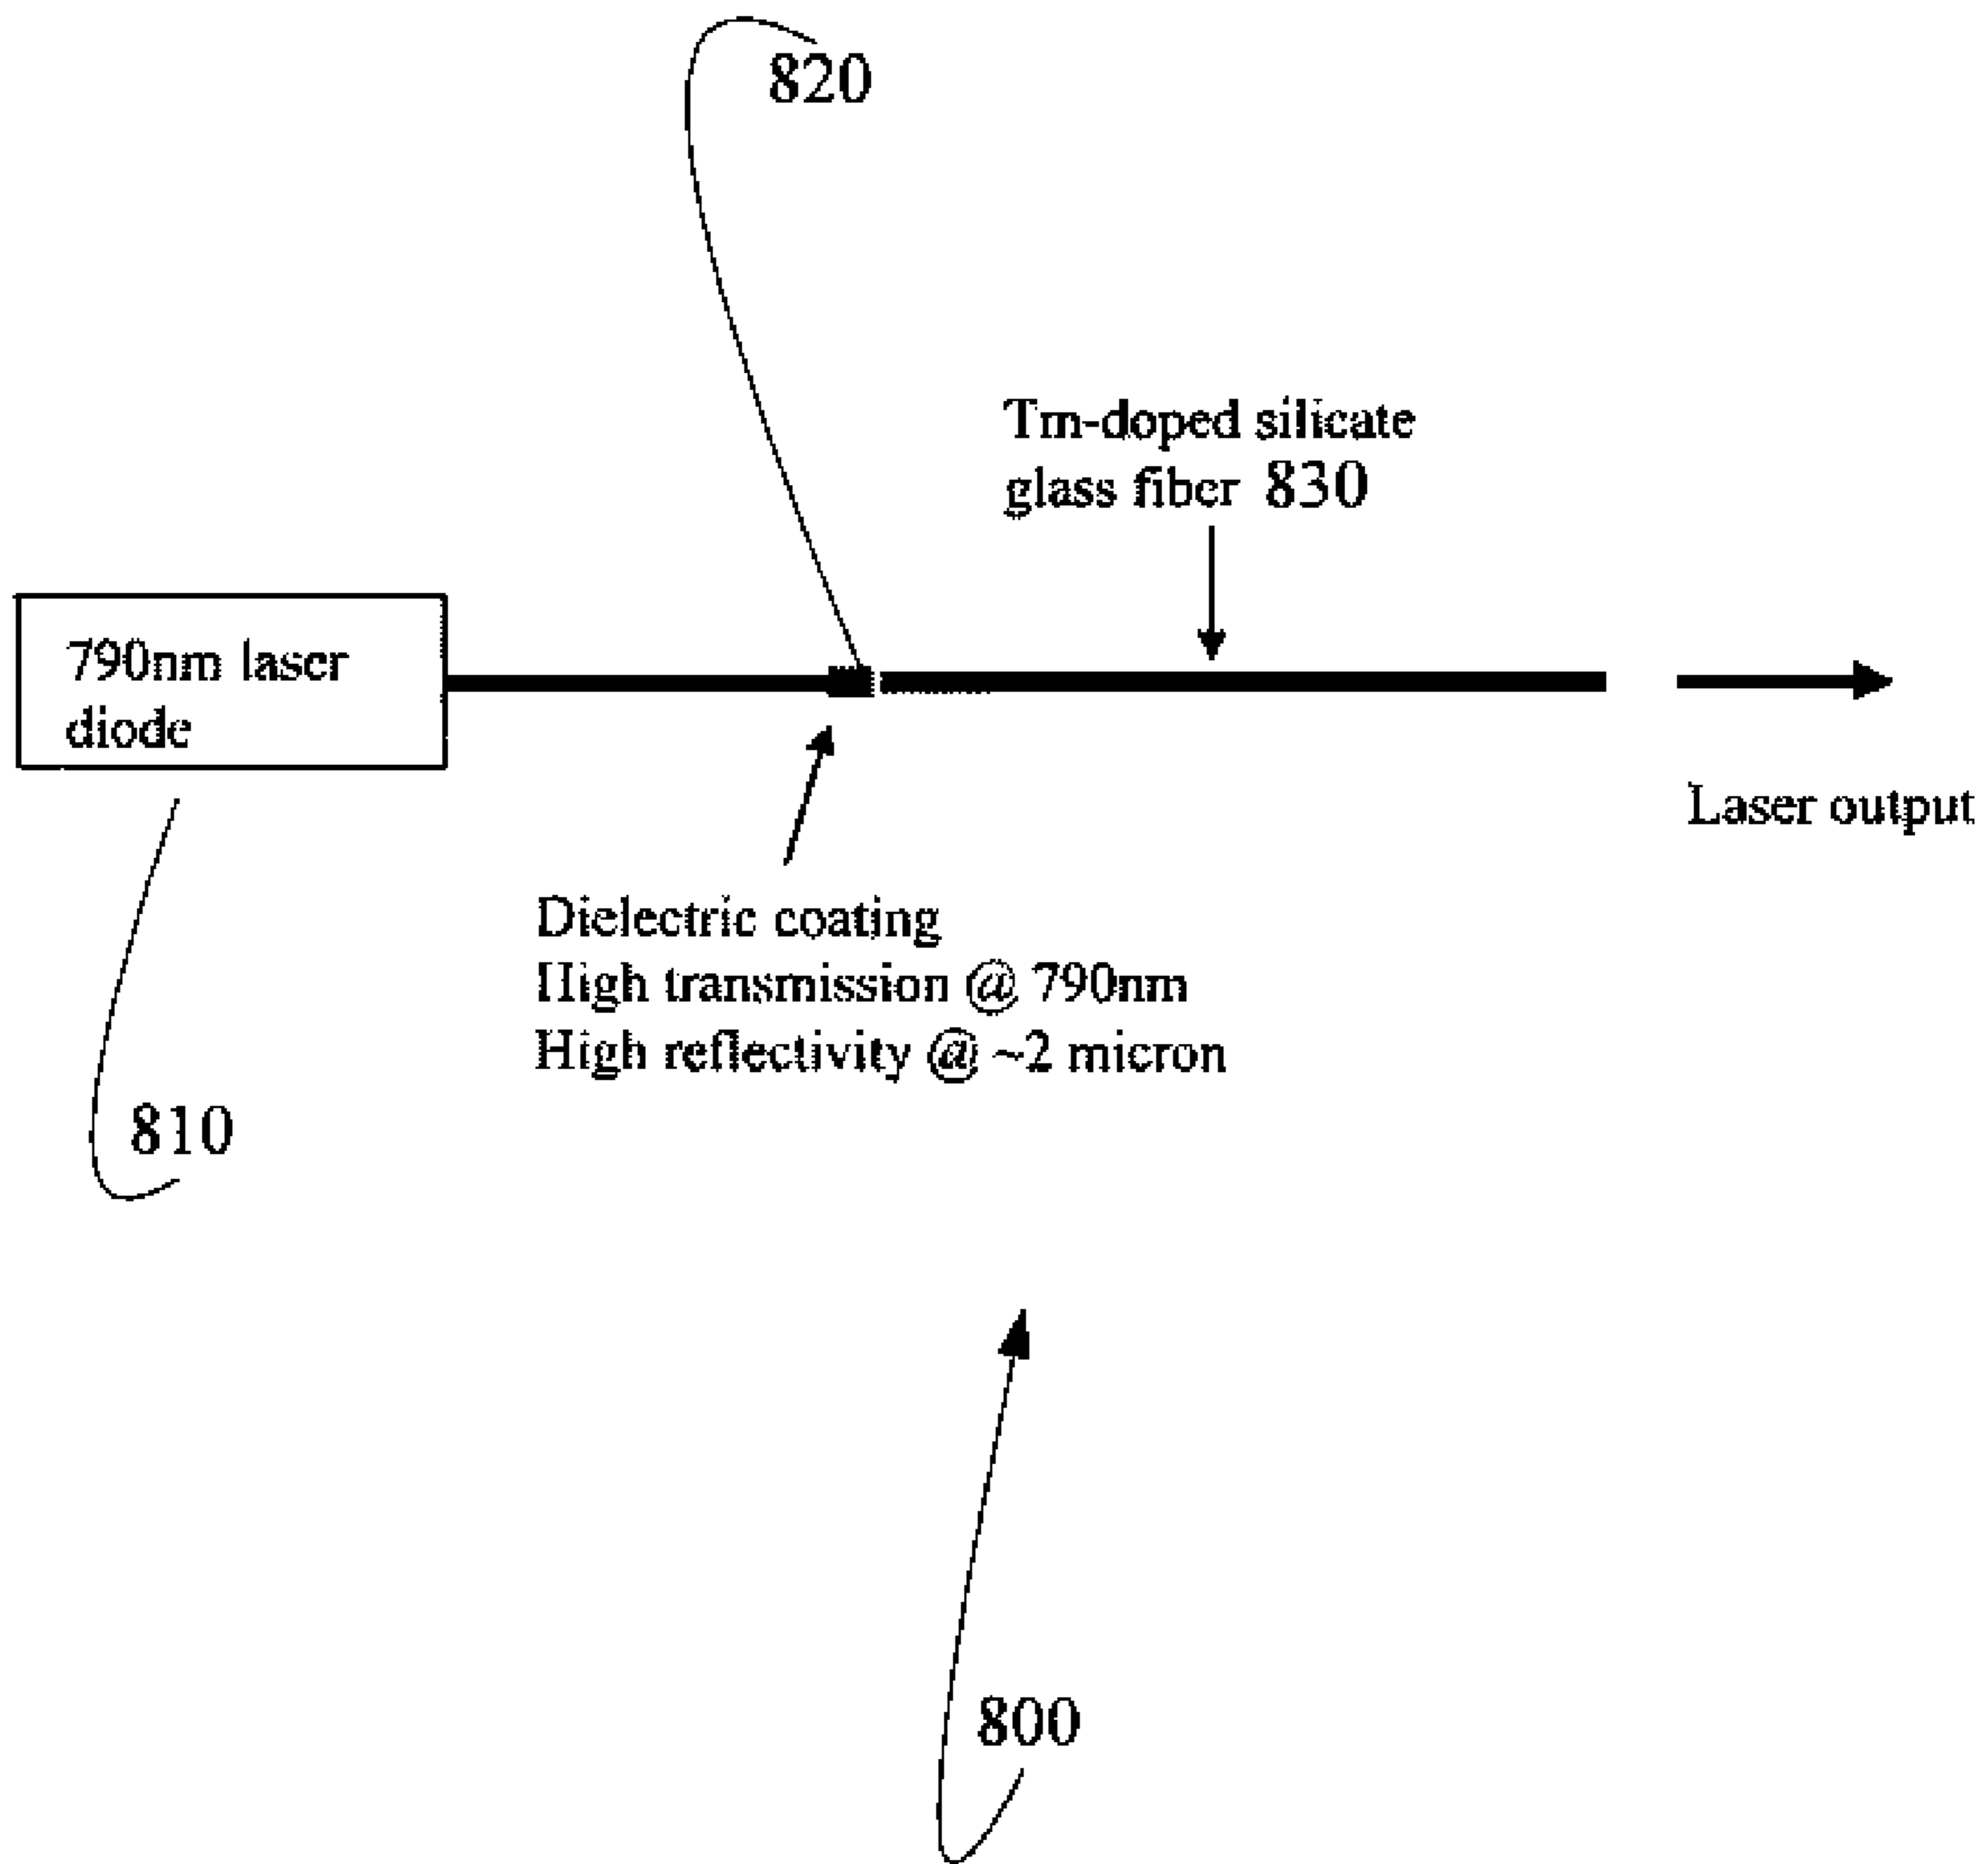 820
Tm-doped silicate
glass fiber 830
790nm laser
diode
Laser output
Dielectric coating
High transmission @ 790nm
High reflectivity @ ~2 micron
810
800